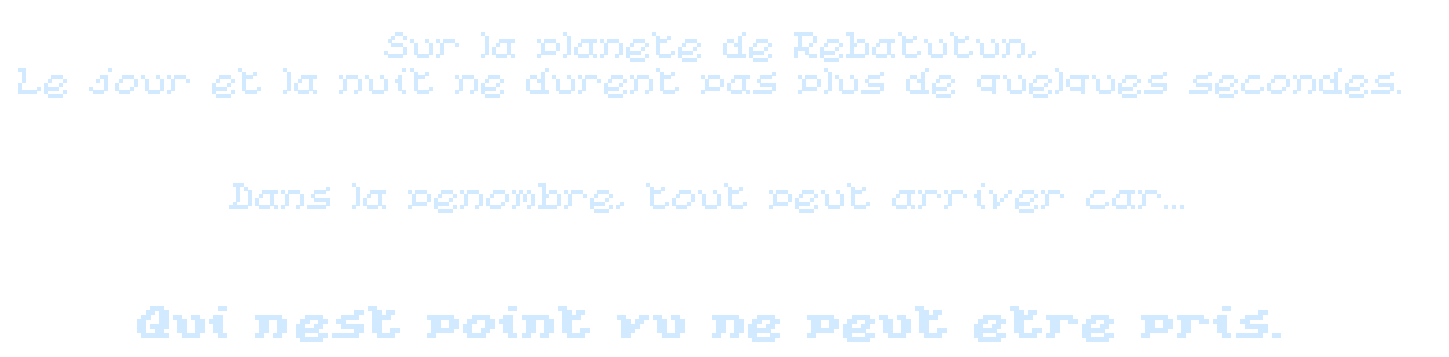 Sur la planete de Rebatutun,
Le jour et la nuit ne durent pas plus de quelques secondes.
Dans la penombre, tout peut arriver car...
Qui nest point vu ne peut etre pris.